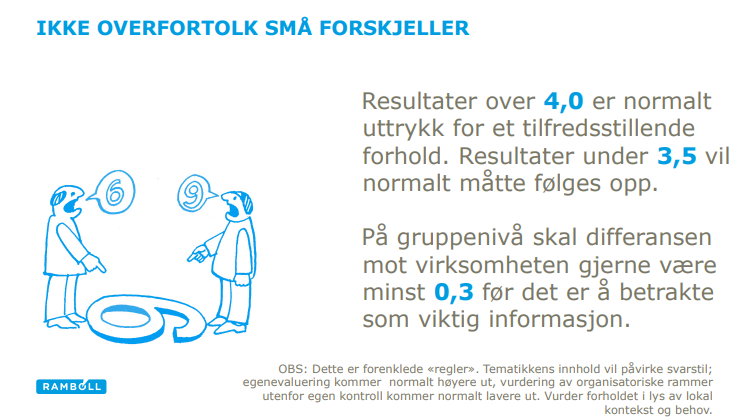 IKKE OVERFORTOLK SMÅ FORSKJELLER
Resultater over 4,0 er normalt
uttrykk for et tilfredsstillende
forhold. Resultater under 3,5 vil
normalt måtte følges opp.
6 9
På gruppenivå skal differansen
mot virksomheten gjerne være
minst 0,3 før det er å betrakte
som viktig informasjon.
OBS: Dette er forenklede «regler». Tematikkens innhold vil påvirke svarstil;
egenevaluering kommer normalt høyere ut, vurdering av organisatoriske rammer
utenfor egen kontroll kommer normalt lavere ut. Vurder forholdet i lys av lokal
kontekst og behov.
RAMBOLL